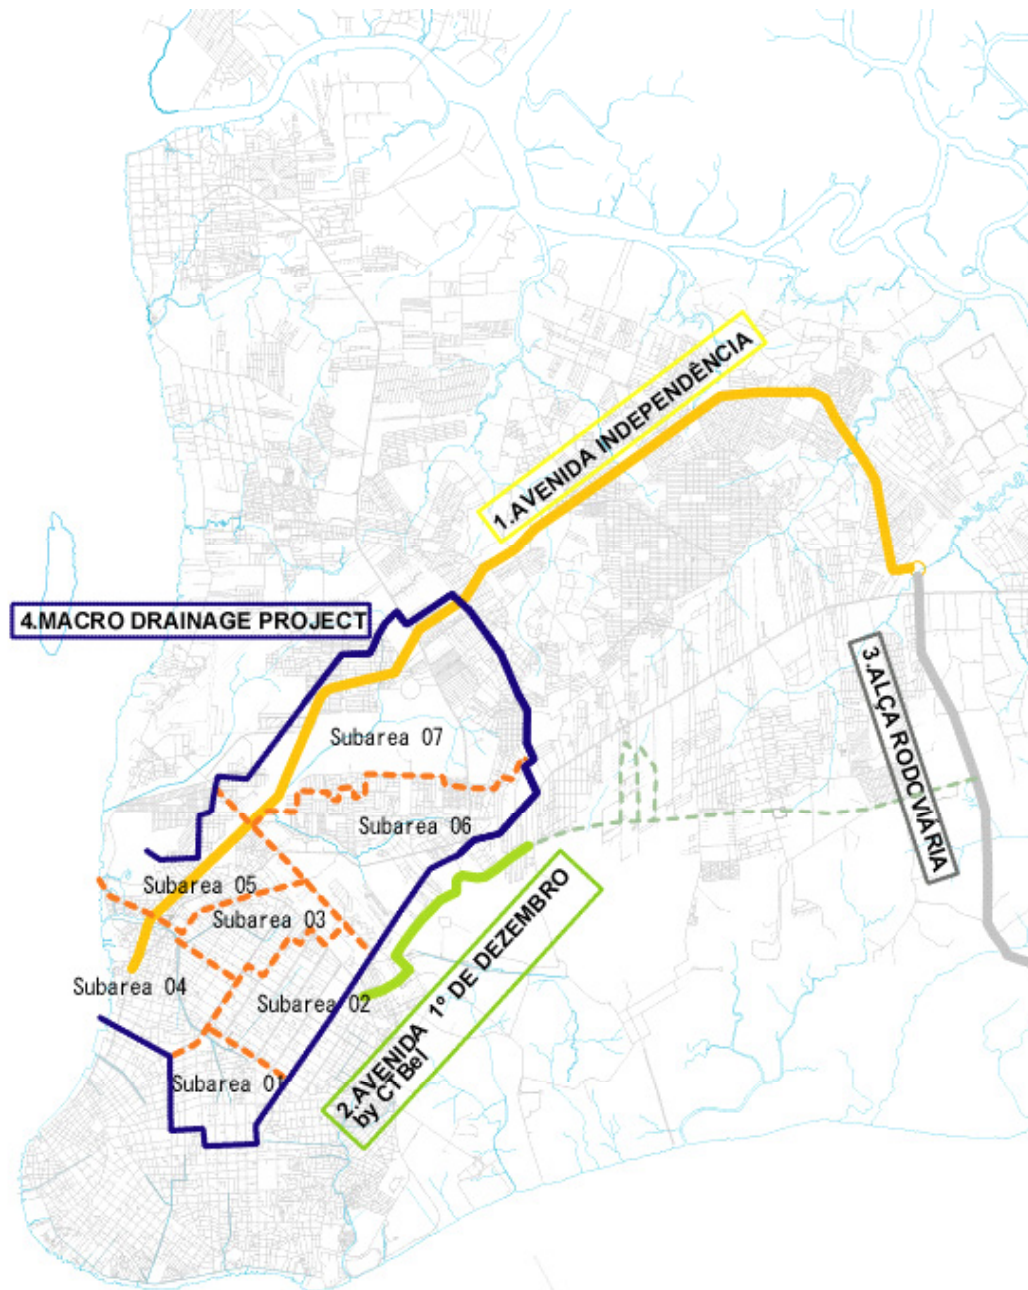 1.AVENIDA INDEPENDÊNCIA
4.MACRO DRAINAGE PROJECT
3.ALÇA RODOVIÁRIA
Subarea 07
Subarea 06
Subarea 05
Subarea 03
Subarea 04
Subarea 02
Subarea 01
2.AVENIDA 1º DE DEZEMBRO
by CTBel